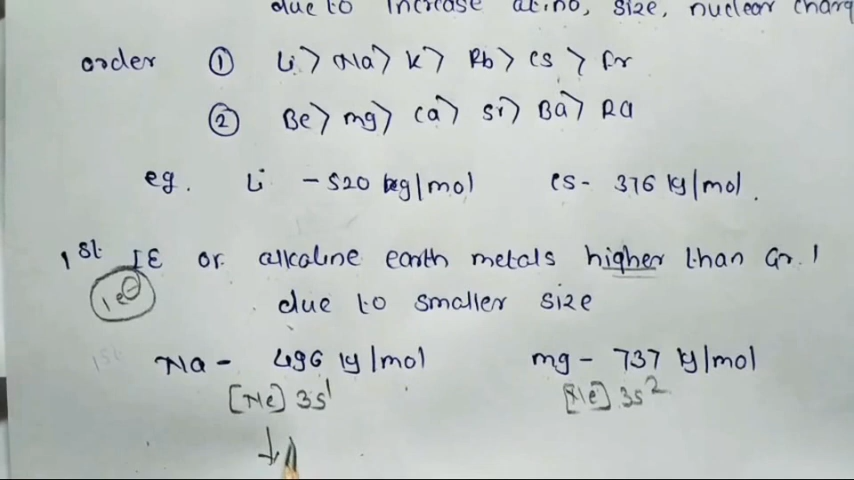 due to increase at.no, size, nuclear charg
order ① Li > Na > K > Rb > Cs > Fr
② Be > mg > Ca > Sr > Ba > Ra
eg. Li - 520 kg/mol Cs - 376 kJ/mol.
1st IE or alkaline earth metals higher than Gr. 1
1e⊖ due to smaller size
Na - 496 kJ/mol mg - 737 kJ/mol
[Ne] 3s¹ [Ne] 3s²